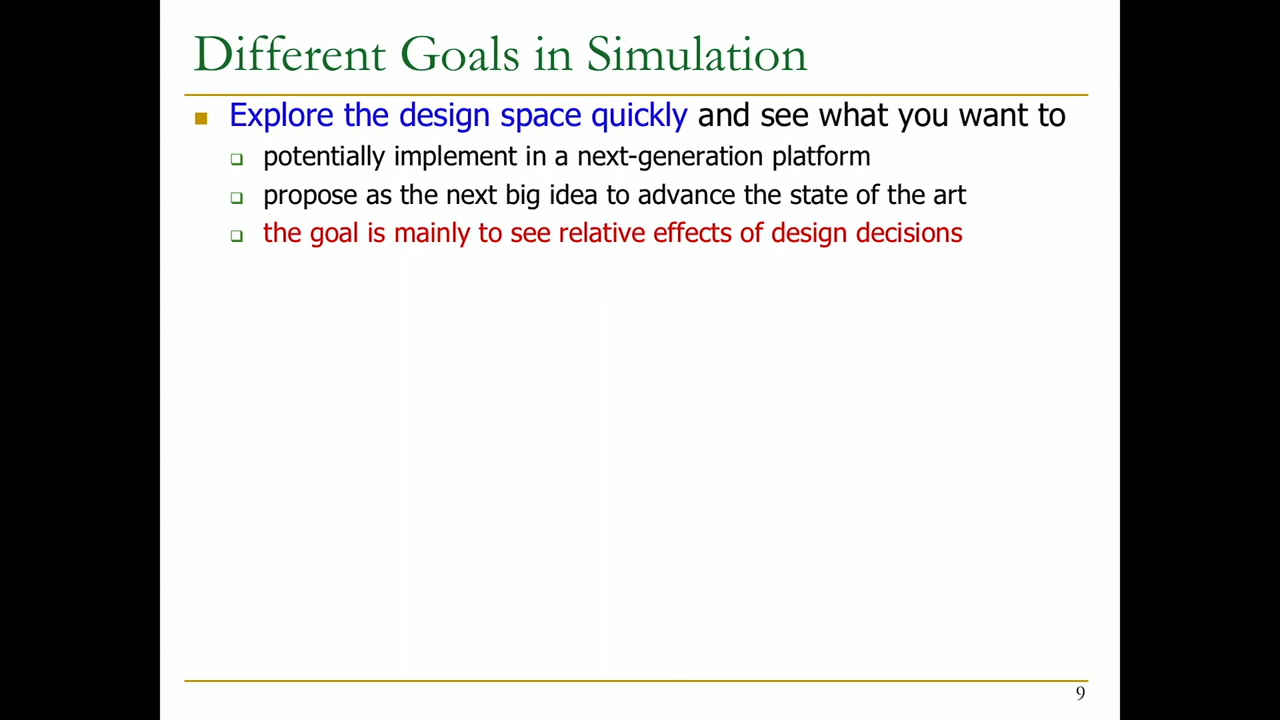 Different Goals in Simulation
Explore the design space quickly and see what you want to
potentially implement in a next-generation platform
propose as the next big idea to advance the state of the art
the goal is mainly to see relative effects of design decisions
9